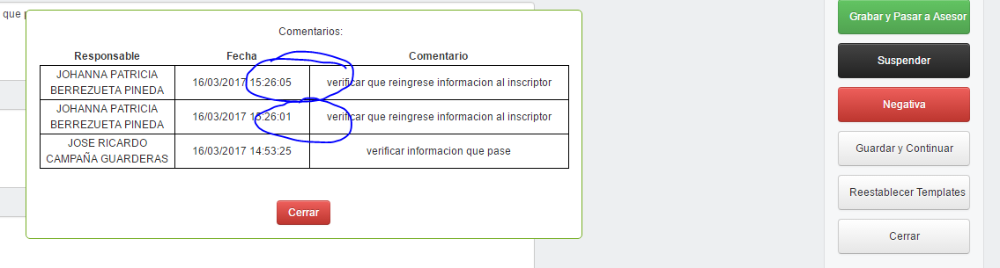 que p
Comentarios:
Responsable Fecha Comentario
JOHANNA PATRICIA
BERREZUETA PINEDA
16/03/2017 15:26:05
verificar que reingrese informacion al inscriptor
JOHANNA PATRICIA
BERREZUETA PINEDA
16/03/2017 15:26:01
verificar que reingrese informacion al inscriptor
JOSE RICARDO
CAMPAÑA GUARDERAS
16/03/2017 14:53:25
verificar informacion que pase
Cerrar
Grabar y Pasar a Asesor
Suspender
Negativa
Guardar y Continuar
Reestablecer Templates
Cerrar